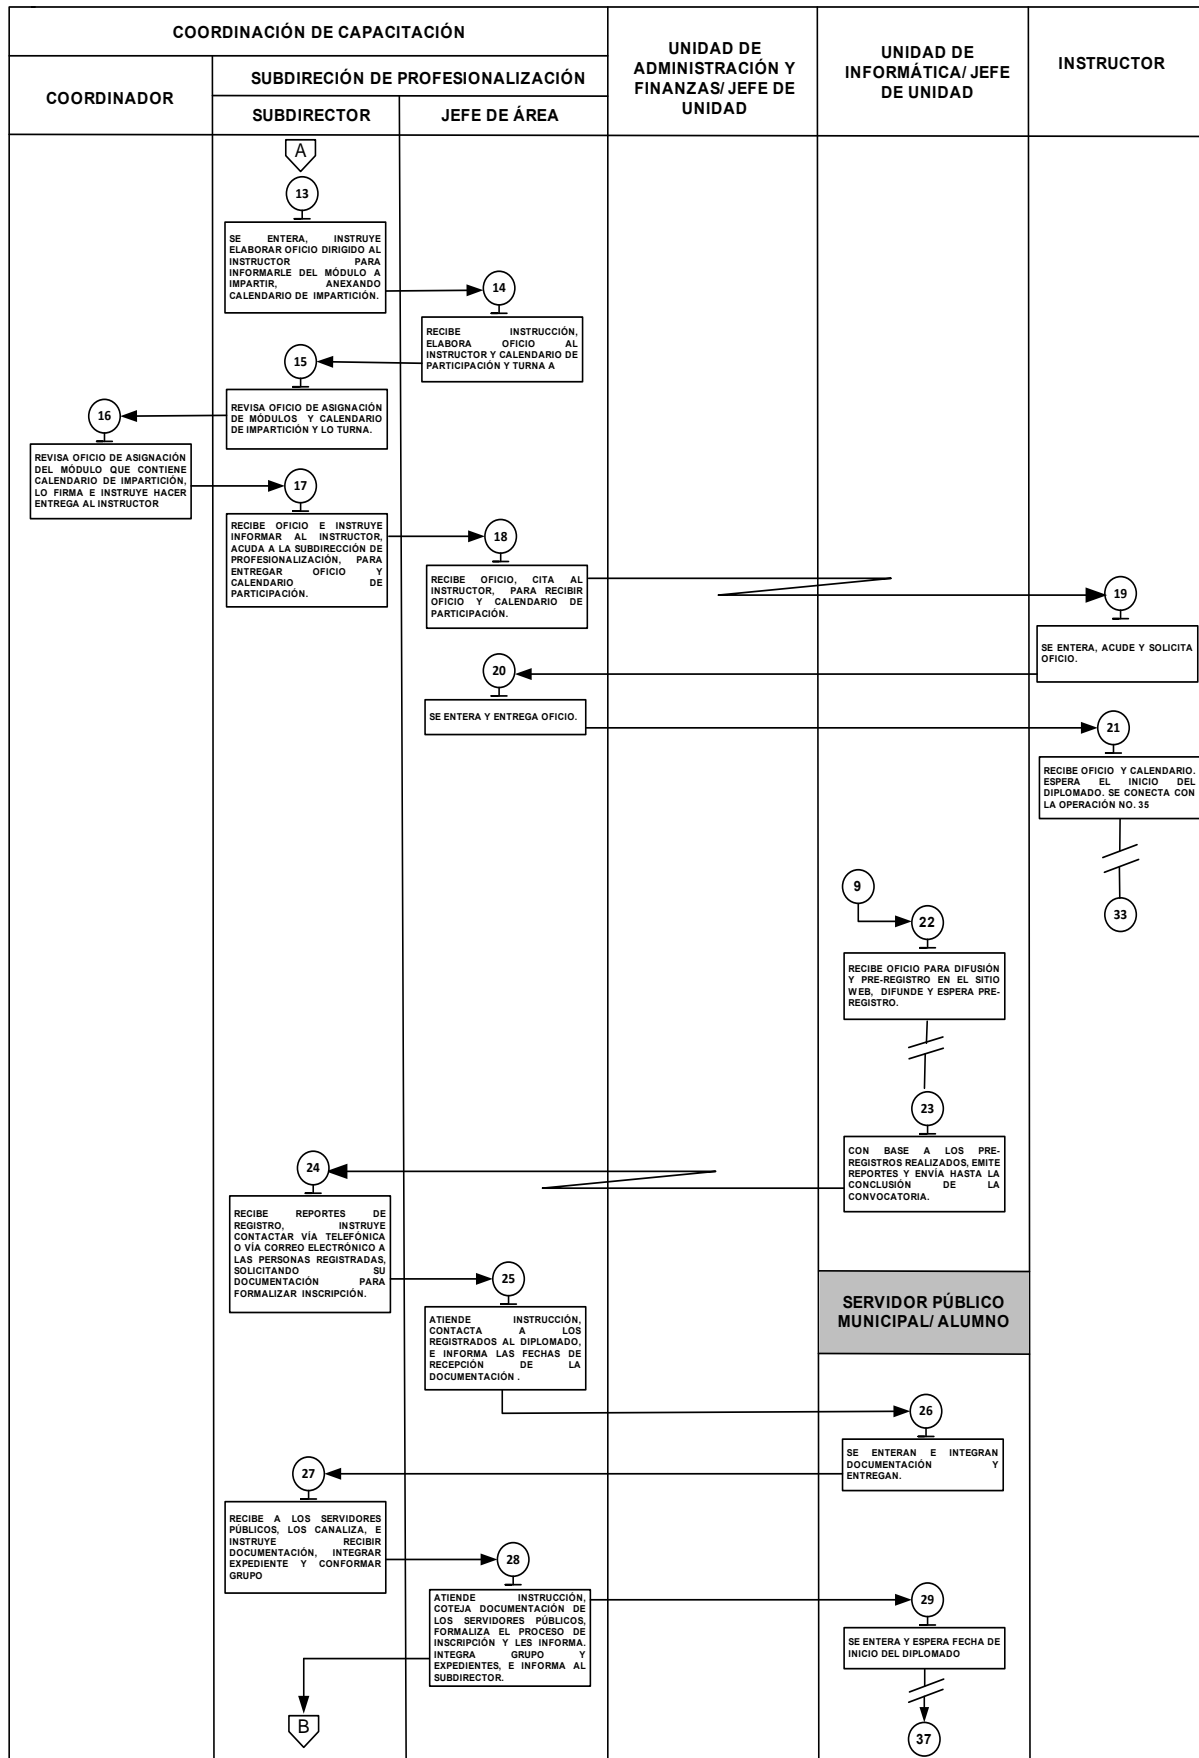 COORDINACIÓN DE CAPACITACIÓN
UNIDAD DE
ADMINISTRACIÓN Y
FINANZAS/ JEFE DE
UNIDAD
UNIDAD DE
INFORMÁTICA/ JEFE
DE UNIDAD
INSTRUCTOR
COORDINADOR
SUBDIRECIÓN DE PROFESIONALIZACIÓN
SUBDIRECTOR
JEFE DE ÁREA
A
13
SE ENTERA, INSTRUYE
ELABORAR OFICIO DIRIGIDO AL
INSTRUCTOR PARA
INFORMARLE DEL MÓDULO A
IMPARTIR, ANEXANDO
CALENDARIO DE IMPARTICIÓN.
14
RECIBE INSTRUCCIÓN,
ELABORA OFICIO AL
INSTRUCTOR Y CALENDARIO DE
PARTICIPACIÓN Y TURNA A
15
REVISA OFICIO DE ASIGNACIÓN
DE MÓDULOS Y CALENDARIO
DE IMPARTICIÓN Y LO TURNA.
16
REVISA OFICIO DE ASIGNACIÓN
DEL MÓDULO QUE CONTIENE
CALENDARIO DE IMPARTICIÓN,
LO FIRMA E INSTRUYE HACER
ENTREGA AL INSTRUCTOR
17
RECIBE OFICIO E INSTRUYE
INFORMAR AL INSTRUCTOR,
ACUDA A LA SUBDIRECCIÓN DE
PROFESIONALIZACIÓN, PARA
ENTREGAR OFICIO Y
CALENDARIO DE
PARTICIPACIÓN.
18
RECIBE OFICIO, CITA AL
INSTRUCTOR, PARA RECIBIR
OFICIO Y CALENDARIO DE
PARTICIPACIÓN.
19
SE ENTERA, ACUDE Y SOLICITA
OFICIO.
20
SE ENTERA Y ENTREGA OFICIO.
21
RECIBE OFICIO Y CALENDARIO.
ESPERA EL INICIO DEL
DIPLOMADO. SE CONECTA CON
LA OPERACIÓN NO. 35
33
9
22
RECIBE OFICIO PARA DIFUSIÓN
Y PRE-REGISTRO EN EL SITIO
WEB, DIFUNDE Y ESPERA PRE-
REGISTRO.
23
CON BASE A LOS PRE-
REGISTROS REALIZADOS, EMITE
REPORTES Y ENVÍA HASTA LA
CONCLUSIÓN DE LA
CONVOCATORIA.
24
RECIBE REPORTES DE
REGISTRO, INSTRUYE
CONTACTAR VÍA TELEFÓNICA
O VÍA CORREO ELECTRÓNICO A
LAS PERSONAS REGISTRADAS,
SOLICITANDO SU
DOCUMENTACIÓN PARA
FORMALIZAR INSCRIPCIÓN.
25
ATIENDE INSTRUCCIÓN,
CONTACTA A LOS
REGISTRADOS AL DIPLOMADO,
E INFORMA LAS FECHAS DE
RECEPCIÓN DE LA
DOCUMENTACIÓN .
SERVIDOR PÚBLICO
MUNICIPAL/ ALUMNO
26
SE ENTERAN E INTEGRAN
DOCUMENTACIÓN Y
ENTREGAN.
27
RECIBE A LOS SERVIDORES
PÚBLICOS, LOS CANALIZA, E
INSTRUYE RECIBIR
DOCUMENTACIÓN, INTEGRAR
EXPEDIENTE Y CONFORMAR
GRUPO
28
ATIENDE INSTRUCCIÓN,
COTEJA DOCUMENTACIÓN DE
LOS SERVIDORES PÚBLICOS,
FORMALIZA EL PROCESO DE
INSCRIPCIÓN Y LES INFORMA.
INTEGRA GRUPO Y
EXPEDIENTES, E INFORMA AL
SUBDIRECTOR.
29
SE ENTERA Y ESPERA FECHA DE
INICIO DEL DIPLOMADO
B
37